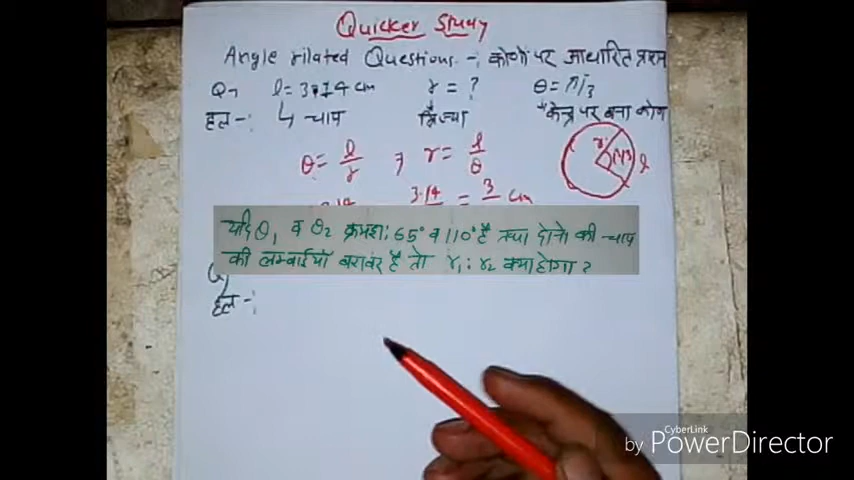 Quicker Study
Angle rilated Questions -: कोणों पर आधारित प्रश्न
Q→ l = 3.14 cm r = ? θ = π/3
हल -: ↳ चाप त्रिज्या *केन्द्र पर बना कोण
θ = l/r ⇒ r = l/θ
3.14 = 3 cm
यदि θ₁ व θ₂ क्रमशः 65° व 110° है तथा दोनो की चाप
की लम्बाईयाँ बराबर है तो r₁ : r₂ क्या होगा ?
हल -:
CyberLink
by PowerDirector